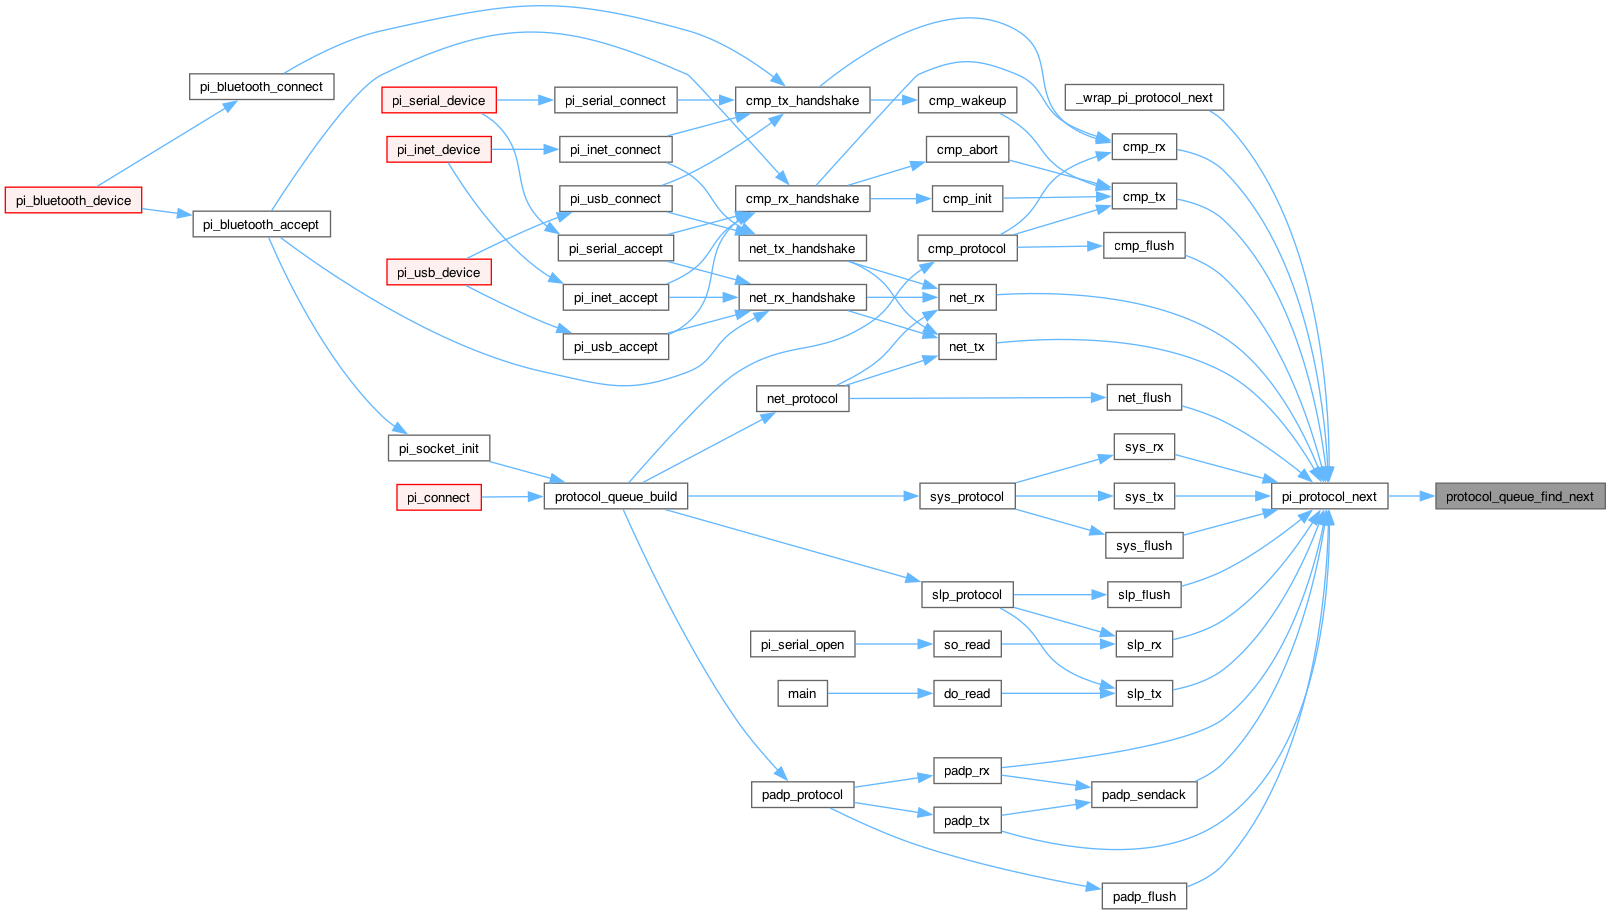 pi_bluetooth_device
pi_bluetooth_connect
pi_bluetooth_accept
pi_serial_device
pi_inet_device
pi_usb_device
pi_socket_init
pi_connect
pi_serial_connect
pi_inet_connect
pi_usb_connect
pi_serial_accept
pi_inet_accept
pi_usb_accept
protocol_queue_build
cmp_tx_handshake
cmp_rx_handshake
net_tx_handshake
net_rx_handshake
net_protocol
pi_serial_open
main
padp_protocol
cmp_wakeup
cmp_abort
cmp_init
cmp_protocol
net_rx
net_tx
sys_protocol
slp_protocol
so_read
do_read
padp_rx
padp_tx
_wrap_pi_protocol_next
cmp_rx
cmp_tx
cmp_flush
net_flush
sys_rx
sys_tx
sys_flush
slp_flush
slp_rx
slp_tx
padp_sendack
padp_flush
pi_protocol_next
protocol_queue_find_next